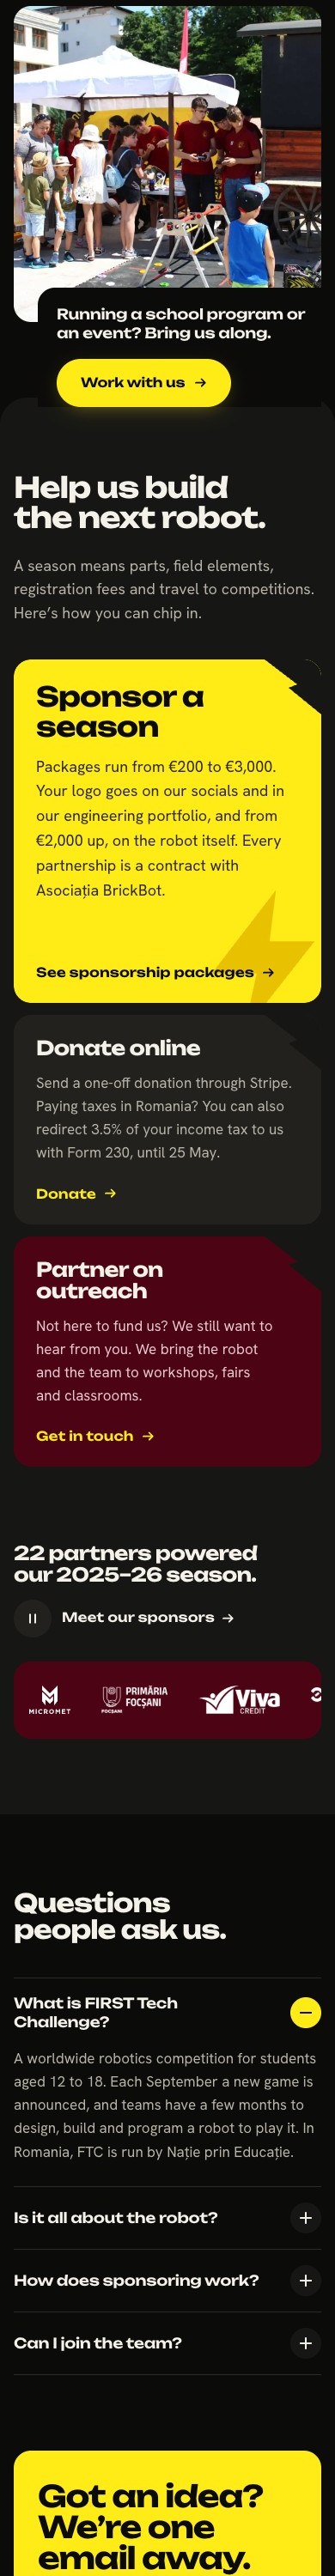 Running a school program or
an event? Bring us along.
Work with us →
Help us build
the next robot.
A season means parts, field elements,
registration fees and travel to competitions.
Here’s how you can chip in.
Sponsor a
season
Packages run from €200 to €3,000.
Your logo goes on our socials and in
our engineering portfolio, and from
€2,000 up, on the robot itself. Every
partnership is a contract with
Asociația BrickBot.
See sponsorship packages →
Donate online
Send a one-off donation through Stripe.
Paying taxes in Romania? You can also
redirect 3.5% of your income tax to us
with Form 230, until 25 May.
Donate →
Partner on
outreach
Not here to fund us? We still want to
hear from you. We bring the robot
and the team to workshops, fairs
and classrooms.
Get in touch →
22 partners powered
our 2025–26 season.
Meet our sponsors →
MICROMET
FOCȘANI
PRIMĂRIA
FOCȘANI
Viva
CREDIT
Questions
people ask us.
What is FIRST Tech
Challenge?
A worldwide robotics competition for students
aged 12 to 18. Each September a new game is
announced, and teams have a few months to
design, build and program a robot to play it. In
Romania, FTC is run by Nație prin Educație.
Is it all about the robot?
How does sponsoring work?
Can I join the team?
Got an idea?
We’re one
email away.